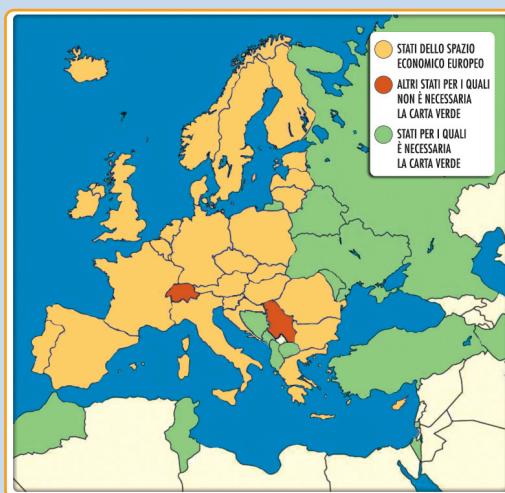 STATI DELLO SPAZIO
ECONOMICO EUROPEO
ALTRI STATI PER I QUALI
NON È NECESSARIA
LA CARTA VERDE
STATI PER I QUALI
È NECESSARIA
LA CARTA VERDE